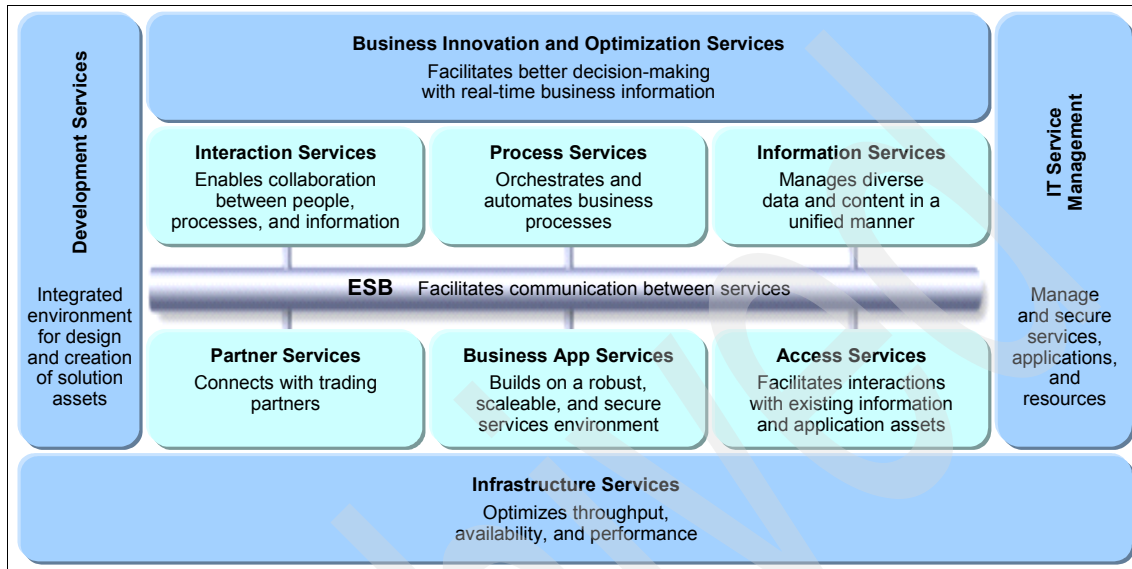 Development Services
Integrated
environment
for design
and creation
of solution
assets
Business Innovation and Optimization Services
Facilitates better decision-making
with real-time business information
Interaction Services
Enables collaboration
between people,
processes, and information
Process Services
Orchestrates and
automates business
processes
Information Services
Manages diverse
data and content in a
unified manner
ESB Facilitates communication between services
Partner Services
Connects with trading
partners
Business App Services
Builds on a robust,
scaleable, and secure
services environment
Access Services
Facilitates interactions
with existing information
and application assets
IT Service
Management
Manage
and secure
services,
applications,
and
resources
Infrastructure Services
Optimizes throughput,
availability, and performance